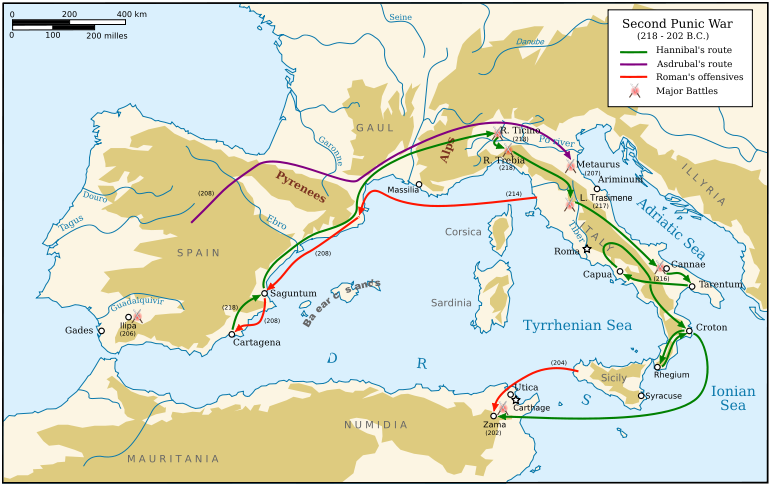 0 200 400 km
0 100 200 miles
Second Punic War
(218 - 202 B.C.)
Hannibal's route
Asdrubal's route
Roman's offensives
Major Battles
Seine
Danube
GAUL
Alps
R. Ticino
(218)
Po river
R. Trebia
(218)
Metaurus
(207)
Ariminum
L. Trasimene
(217)
ILLYRIA
Adriatic Sea
Garonne
Pyrenees
Massilia
(214)
(208)
Douro
Tagus
Ebro
SPAIN
(208)
Corsica
Tiber
ITALY
Roma
Cannae
(216)
Capua
Tarentum
Guadalquivir
Saguntum
(218)
(208)
Sardinia
Tyrrhenian Sea
Croton
Gades
Ilipa
(206)
Cartagena
D R
S
(204)
Sicily
Rhegium
Syracuse
Ionian
Sea
Utica
Carthage
Zama
(202)
NUMIDIA
MAURITANIA